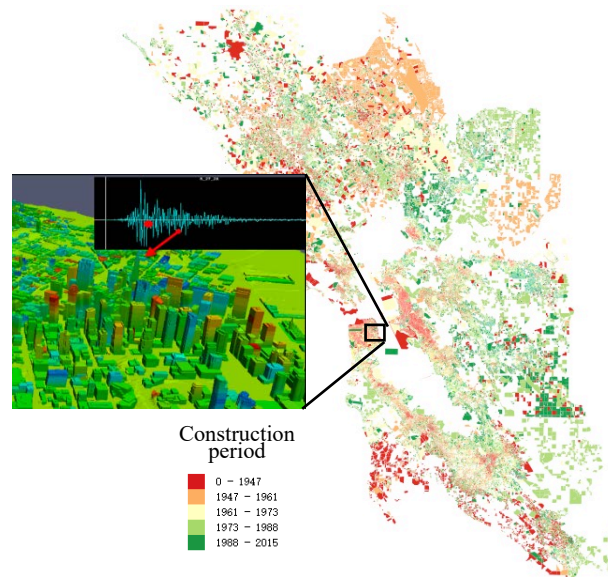 Construction
period
0 - 1947
1947 - 1961
1961 - 1973
1973 - 1988
1988 - 2015